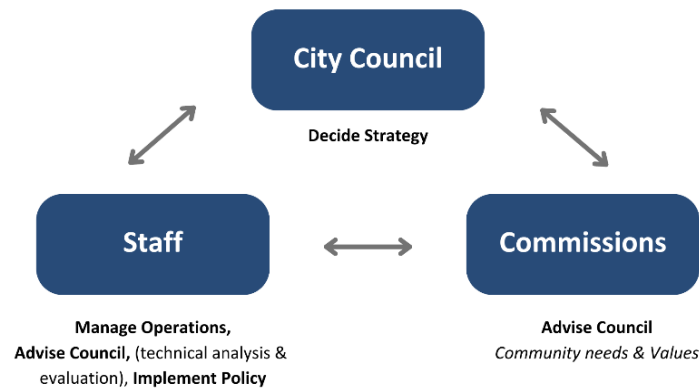 City Council
Decide Strategy
Staff
Commissions
Manage Operations,
Advise Council, (technical analysis &
evaluation), Implement Policy
Advise Council
Community needs & Values